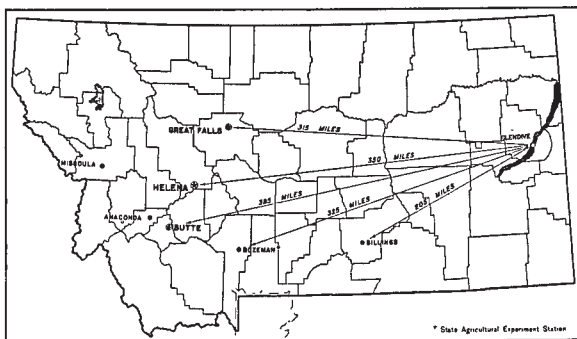 GREAT FALLS
315 MILES
GLENDIVE
MISSOULA
330 MILES
HELENA
385 MILES
ANACONDA
BUTTE
325 MILES
205 MILES
BOZEMAN*
BILLINGS
* State Agricultural Experiment Station